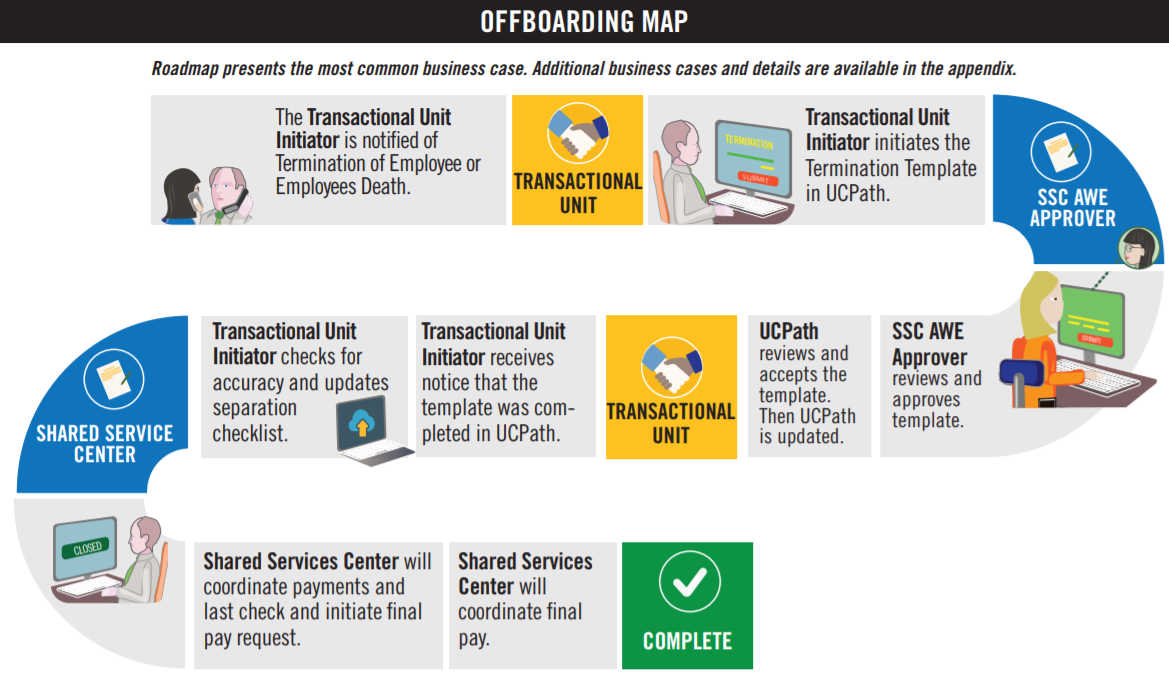 OFFBOARDING MAP
Roadmap presents the most common business case. Additional business cases and details are available in the appendix.
The Transactional Unit
Initiator is notified of
Termination of Employee or
Employees Death.
TRANSACTIONAL
UNIT
TERMINATION
SUBMIT
Transactional Unit
Initiator initiates the
Termination Template
in UCPath.
SSC AWE
APPROVER
SUBMIT
SSC AWE
Approver
reviews and
approves
template.
UCPath
reviews and
accepts the
template.
Then UCPath
is updated.
TRANSACTIONAL
UNIT
Transactional Unit
Initiator receives
notice that the
template was com-
pleted in UCPath.
Transactional Unit
Initiator checks for
accuracy and updates
separation
checklist.
SHARED SERVICE
CENTER
CLOSED
Shared Services Center will
coordinate payments and
last check and initiate final
pay request.
Shared Services
Center will
coordinate final
pay.
COMPLETE